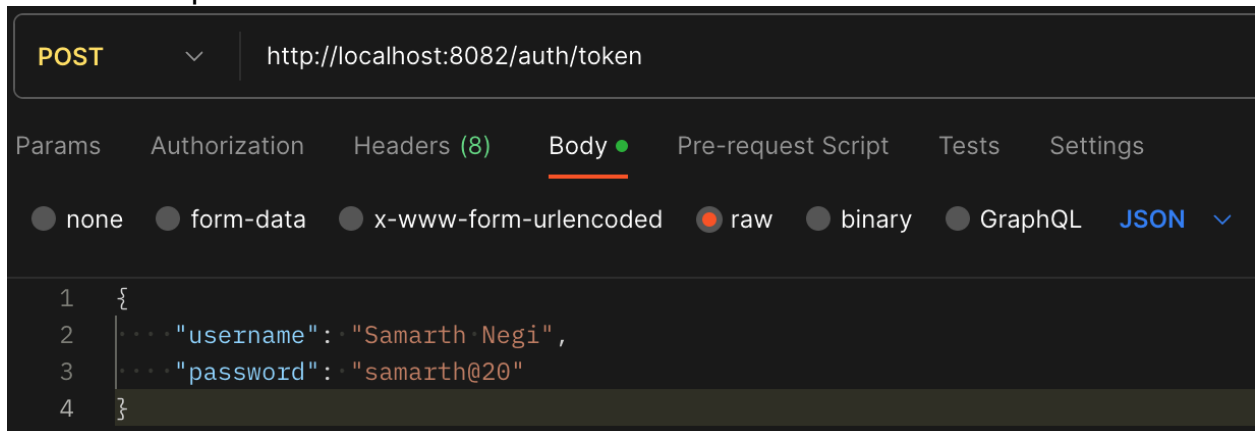 POST http://localhost:8082/auth/token
Params Authorization Headers (8) Body Pre-request Script Tests Settings
none form-data x-www-form-urlencoded raw binary GraphQL JSON
1 {
2 "username": "Samarth Negi",
3 "password": "samarth@20"
4 }